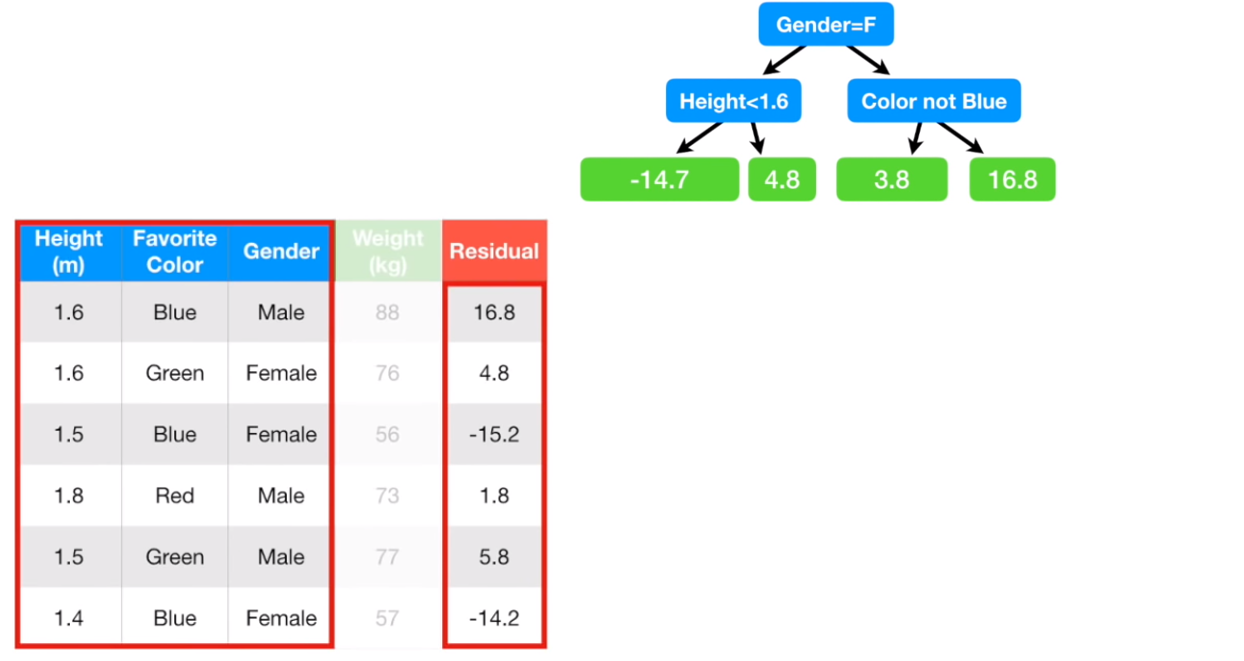 Gender=F
Height<1.6 Color not Blue
-14.7 4.8 3.8 16.8
Height (m) Favorite Color Gender Weight (kg) Residual
1.6 Blue Male 88 16.8
1.6 Green Female 76 4.8
1.5 Blue Female 56 -15.2
1.8 Red Male 73 1.8
1.5 Green Male 77 5.8
1.4 Blue Female 57 -14.2